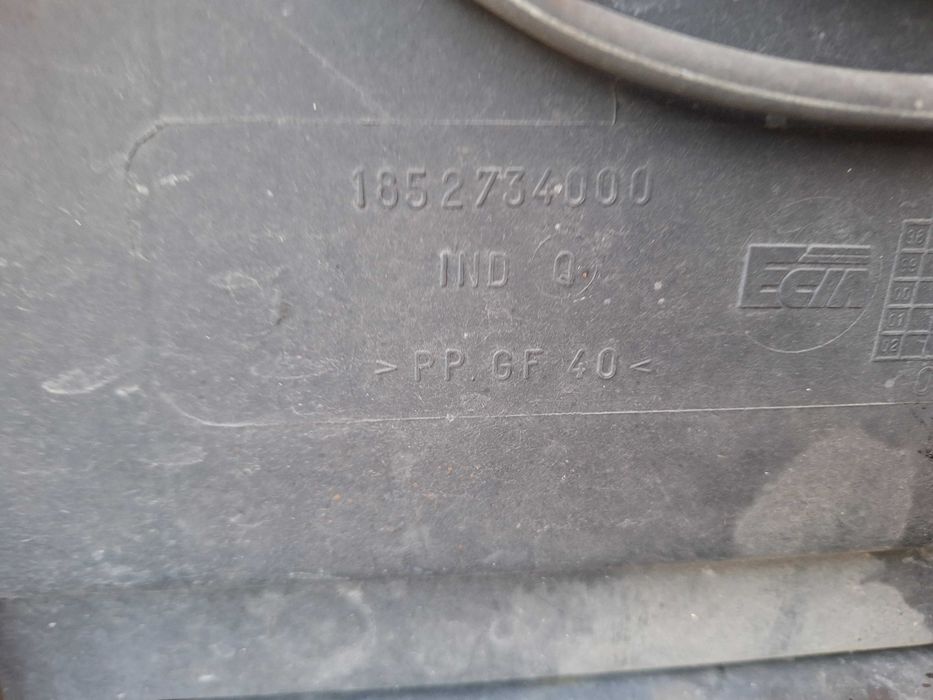 1852734000
IND Q
ECIA
>PP.GF 40<